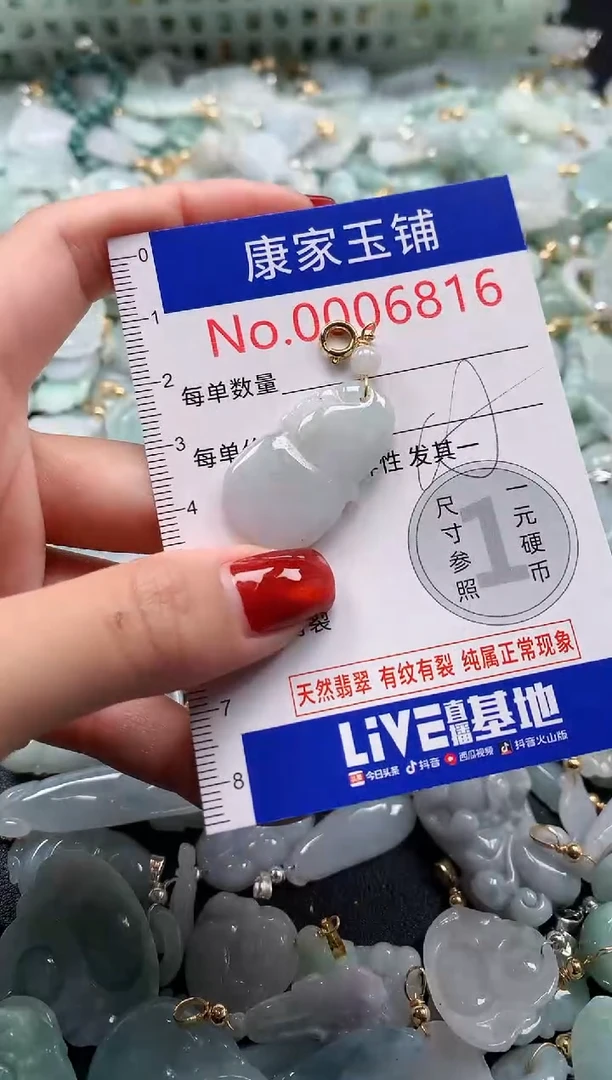 康家玉铺
No.0006816
每单数量
每单
性 发其一
尺寸参照
1
一元硬币
裂
天然翡翠 有纹有裂 纯属正常现象
LiVE直播基地
今日头条 抖音 西瓜视频 抖音火山版
0
1
2
3
4
7
8